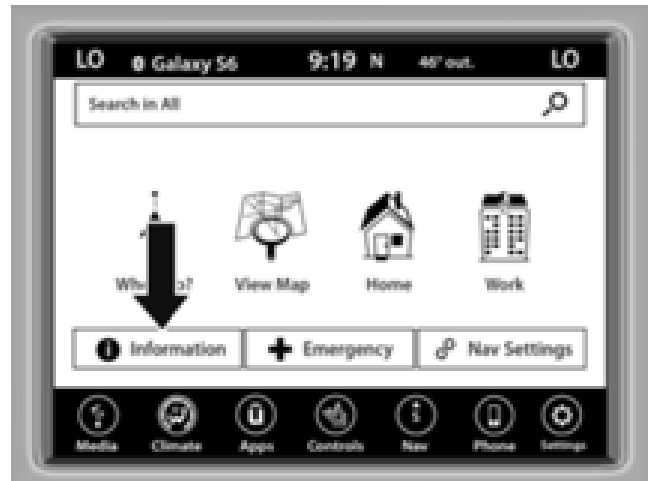 LO Galaxy S6 9:19 N 46° out. LO
Search in All
View Map Home Work
Information Emergency Nav Settings
Media Climate Apps Controls Nav Phone Settings